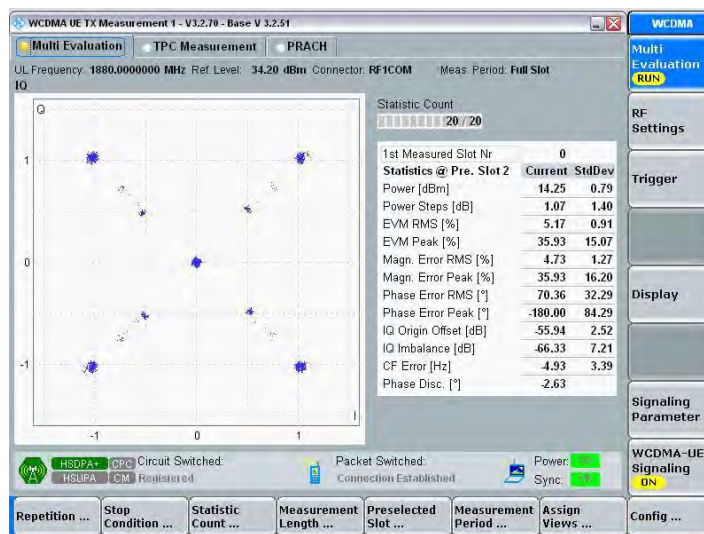 WCDMA UE TX Measurement 1 - V3.2.70 - Base V 3.2.51
WCDMA
Multi Evaluation
TPC Measurement
PRACH
Multi
Evaluation
RUN
UL Frequency: 1880.0000000 MHz Ref. Level: 34.20 dBm Connector: RF1COM Meas. Period: Full Slot
IQ
Q
1
0
-1
-1 0 1
I
Statistic Count
20 / 20
1st Measured Slot Nr 0
Statistics @ Pre. Slot 2 Current StdDev
Power [dBm] 14.25 0.79
Power Steps [dB] 1.07 1.40
EVM RMS [%] 5.17 0.91
EVM Peak [%] 35.93 15.07
Magn. Error RMS [%] 4.73 1.27
Magn. Error Peak [%] 35.93 16.20
Phase Error RMS [°] 70.36 32.29
Phase Error Peak [°] -180.00 84.29
IQ Origin Offset [dB] -55.94 2.52
IQ Imbalance [dB] -66.33 7.21
CF Error [Hz] -4.93 3.39
Phase Disc. [°] -2.63
RF
Settings
Trigger
Display
Signaling
Parameter
WCDMA-UE
Signaling
ON
HSDPA+ CPC Circuit Switched: Packet Switched: Power:
HSUPA CM Registered Connection Established Sync:
Repetition ...
Stop
Condition ...
Statistic
Count ...
Measurement
Length ...
Preselected
Slot ...
Measurement
Period ...
Assign
Views ...
Config ...